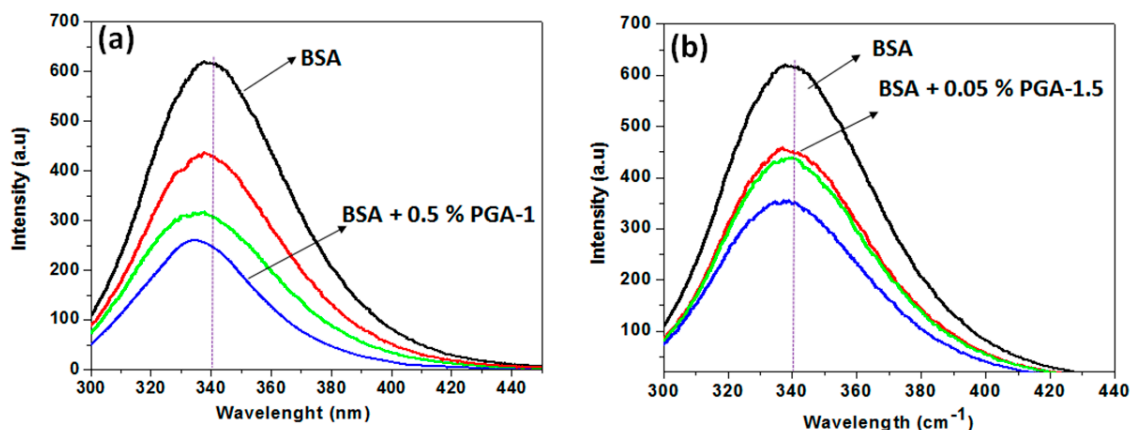 (a)
BSA
BSA + 0.5 % PGA-1
Intensity (a.u)
700
600
500
400
300
200
100
0
300 320 340 360 380 400 420 440
Wavelenght (nm)
(b)
BSA
BSA + 0.05 % PGA-1.5
Intensity (a.u)
700
600
500
400
300
200
100
300 320 340 360 380 400 420 440
Wavelength (cm⁻¹)